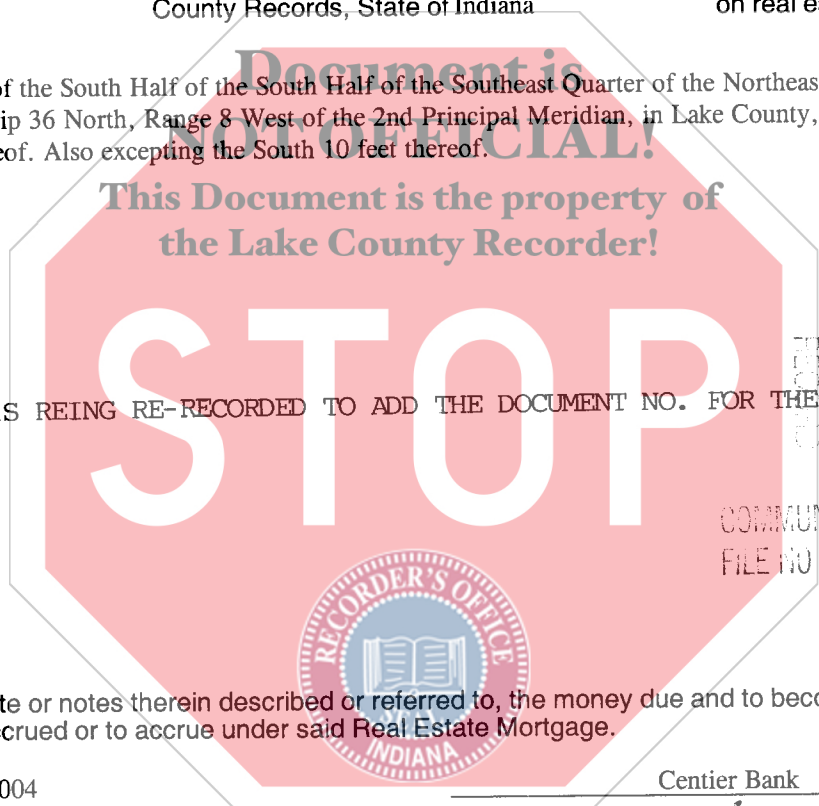 County Records, State of Indiana on real e
Document is
of the South Half of the South Half of the Southeast Quarter of the Northeas
ip 36 North, Range 8 West of the 2nd Principal Meridian, in Lake County,
NOT OFFICIAL!
eof. Also excepting the South 10 feet thereof.
This Document is the property of
the Lake County Recorder!
STOP
S REING RE-RECORDED TO ADD THE DOCUMENT NO. FOR THE
COMMUN
FILE NO
RECORDER'S OFFICE
te or notes therein described or referred to, the money due and to beco
ccrued or to accrue under said Real Estate Mortgage.
INDIANA
004 Centier Bank